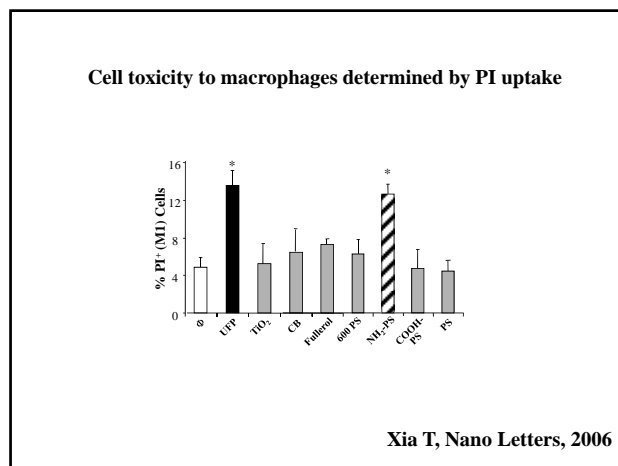 Cell toxicity to macrophages determined by PI uptake
% PI⁺ (M1) Cells
16
12
8
4
0
*
*
Φ
UFP
TiO₂
CB
Fullerol
600 PS
NH₂-PS
COOH-
PS
PS
Xia T, Nano Letters, 2006